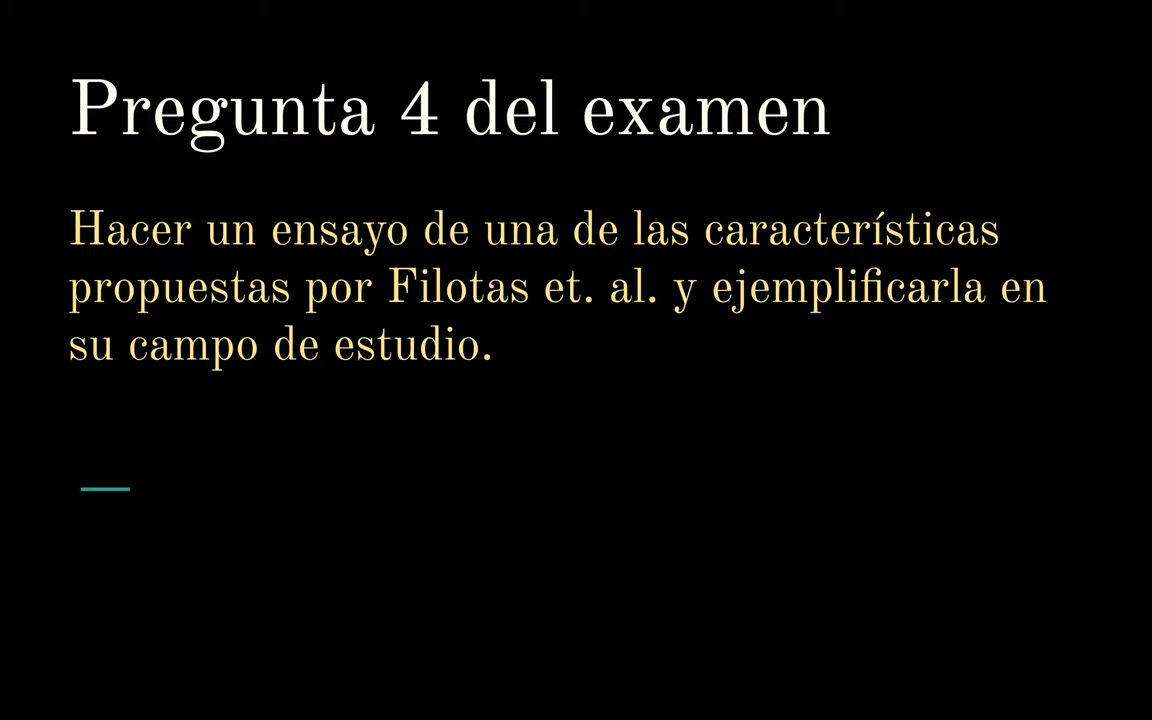 Pregunta 4 del examen
Hacer un ensayo de una de las características
propuestas por Filotas et. al. y ejemplificarla en
su campo de estudio.